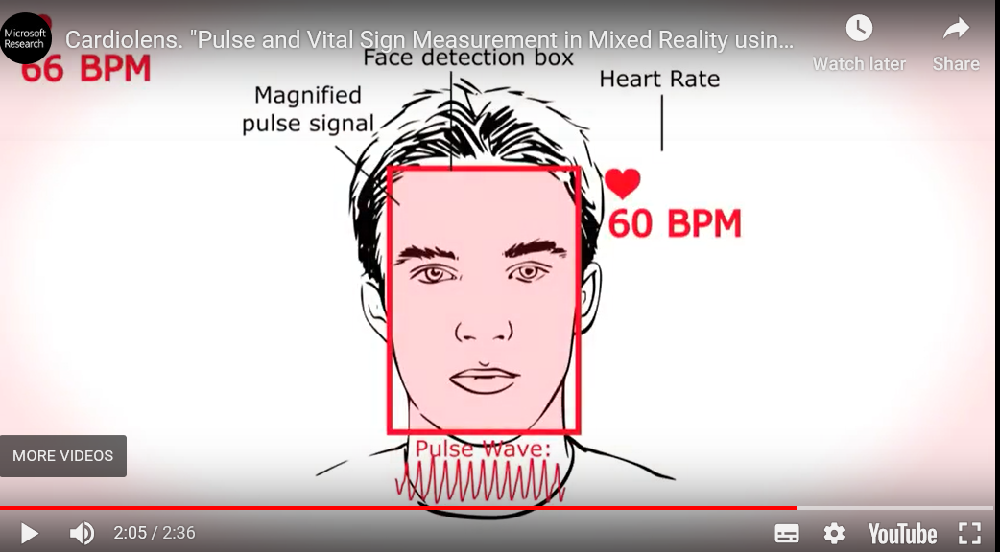 Microsoft
Research
Cardiolens. "Pulse and Vital Sign Measurement in Mixed Reality usin...
Watch later
Share
66 BPM
Face detection box
Heart Rate
Magnified
pulse signal
60 BPM
MORE VIDEOS
Pulse Wave:
2:05 / 2:36
YouTube